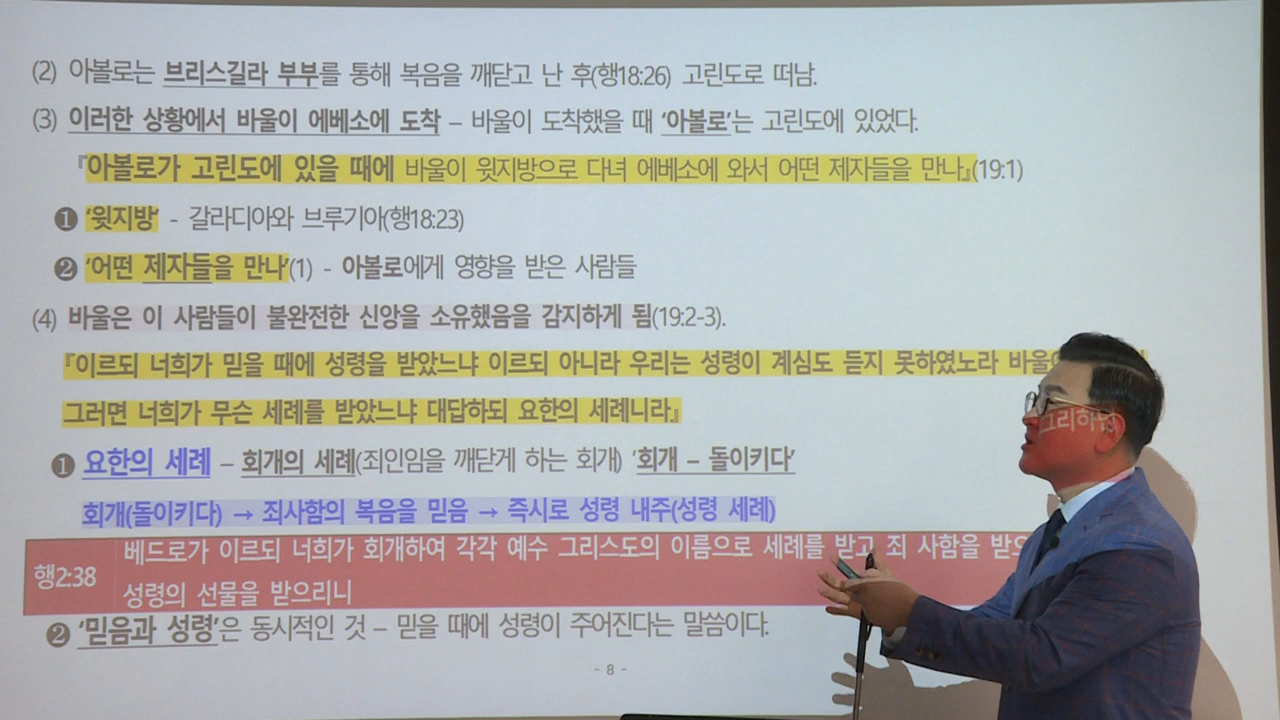 (2) 아볼로는 브리스길라 부부를 통해 복음을 깨닫고 난 후(행18:26) 고린도로 떠남.
(3) 이러한 상황에서 바울이 에베소에 도착 – 바울이 도착했을 때 ‘아볼로’는 고린도에 있었다.
『아볼로가 고린도에 있을 때에 바울이 윗지방으로 다녀 에베소에 와서 어떤 제자들을 만나』(19:1)
❶ ‘윗지방’ - 갈라디아와 브루기아(행18:23)
❷ ‘어떤 제자들을 만나’(1) - 아볼로에게 영향을 받은 사람들
(4) 바울은 이 사람들이 불완전한 신앙을 소유했음을 감지하게 됨(19:2-3).
『이르되 너희가 믿을 때에 성령을 받았느냐 이르되 아니라 우리는 성령이 계심도 듣지 못하였노라
그러면 너희가 무슨 세례를 받았느냐 대답하되 요한의 세례니라』
❶ 요한의 세례 – 회개의 세례(죄인임을 깨닫게 하는 회개) ‘회개 – 돌이키다’
회개(돌이키다) → 죄사함의 복음을 믿음 → 즉시로 성령 내주(성령 세례)
행2:38 베드로가 이르되 너희가 회개하여 각각 예수 그리스도의 이름으로 세례를 받고 죄 사함을
성령의 선물을 받으리니
❷ ‘믿음과 성령’은 동시적인 것 – 믿을 때에 성령이 주어진다는 말씀이다.
- 8 -